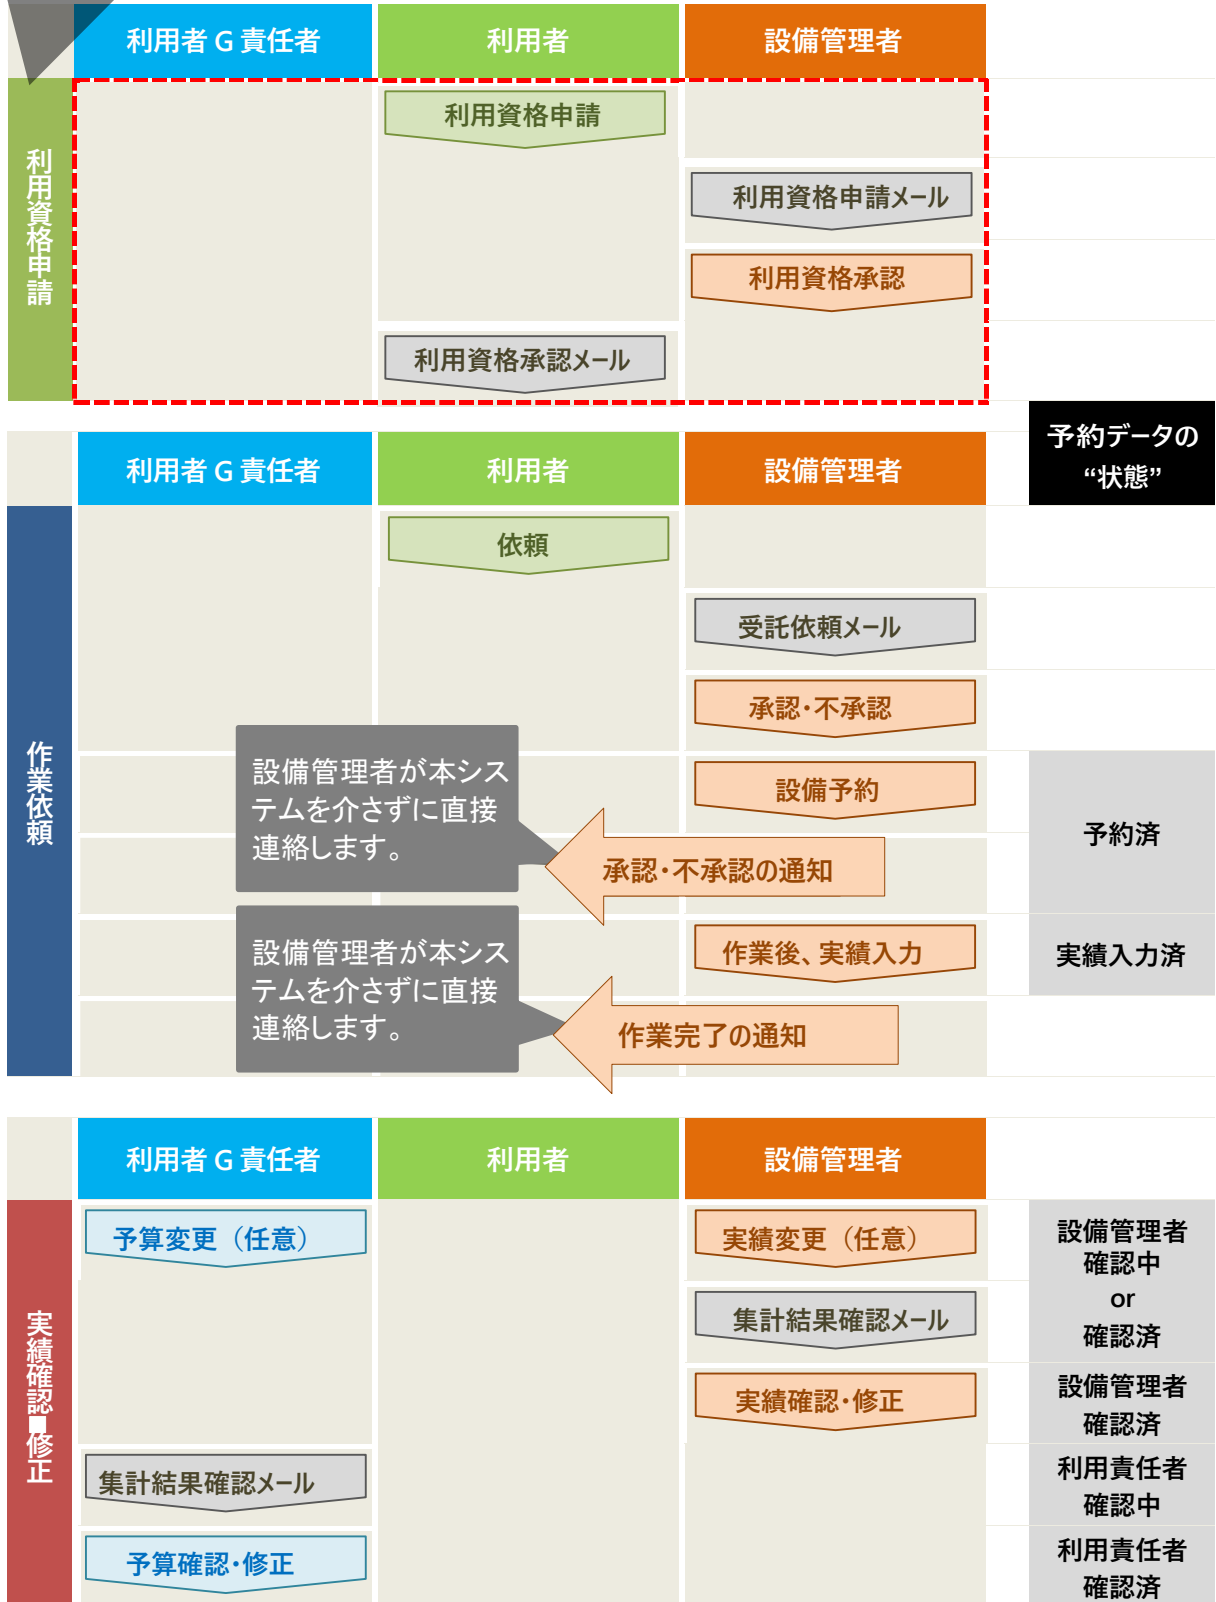 利用者 G 責任者
利用者
設備管理者
利用資格申請
利用資格申請
利用資格申請メール
利用資格承認
利用資格承認メール
利用者 G 責任者
利用者
設備管理者
予約データの
“状態”
作業依頼
依頼
受託依頼メール
承認・不承認
設備予約
予約済
設備管理者が本シス
テムを介さずに直接
連絡します。
承認・不承認の通知
作業後、実績入力
実績入力済
設備管理者が本シス
テムを介さずに直接
連絡します。
作業完了の通知
利用者 G 責任者
利用者
設備管理者
実績確認■修正
予算変更（任意）
実績変更（任意）
設備管理者
確認中
or
確認済
集計結果確認メール
実績確認・修正
設備管理者
確認済
集計結果確認メール
利用責任者
確認中
予算確認・修正
利用責任者
確認済